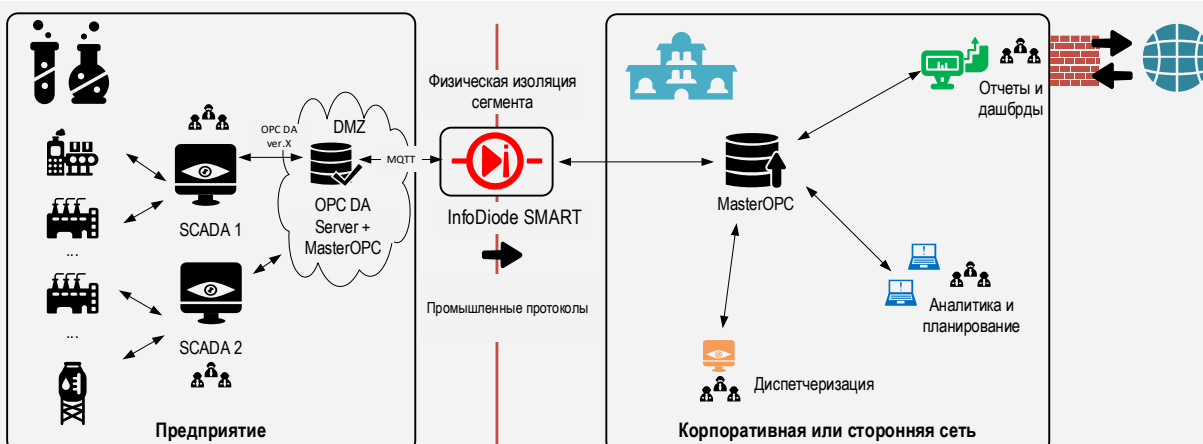 Физическая изоляция
сегмента
OPC DA
ver.X
DMZ
MQTT
OPC DA
Server +
MasterOPC
SCADA 1
...
...
SCADA 2
Предприятие
InfoDiode SMART
Промышленные протоколы
MasterOPC
Отчеты и
дашбрды
Аналитика и
планирование
Диспетчеризация
Корпоративная или сторонняя сеть